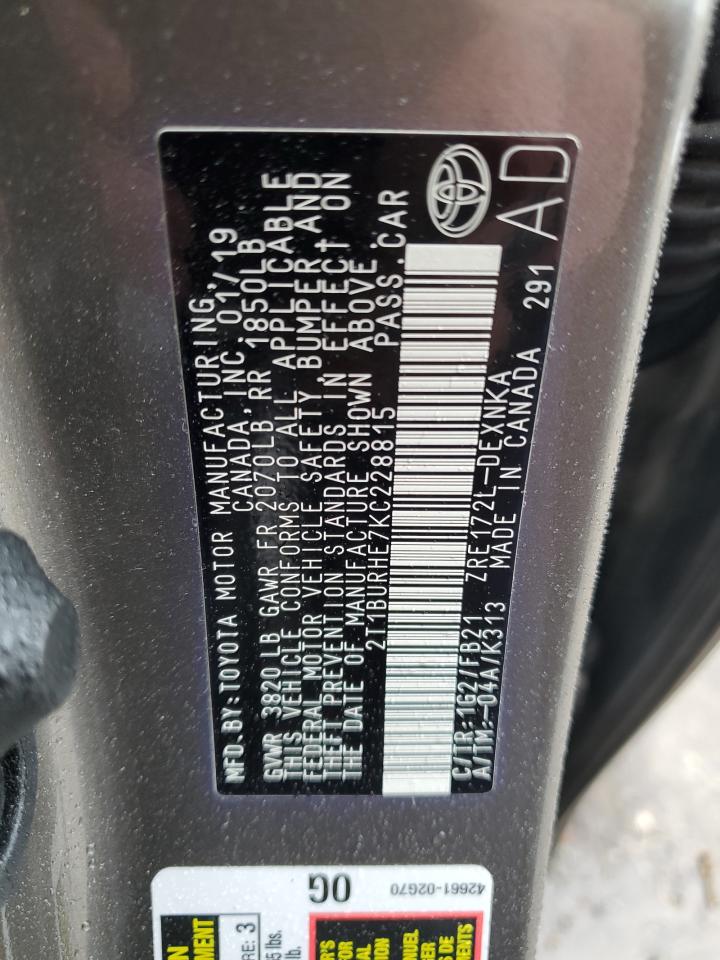 MFD. BY: TOYOTA MOTOR MANUFACTURING,
CANADA, INC. 01/19
GVWR 3820 LB GAWR FR 2070LB, RR 1850LB
THIS VEHICLE CONFORMS TO ALL APPLICABLE
FEDERAL MOTOR VEHICLE SAFETY, BUMPER AND
THEFT PREVENTION STANDARDS IN EFFECT ON
THE DATE OF MANUFACTURE SHOWN ABOVE.
2T1BURHE7KC228815 PASS.CAR
C/TR: 1G2/FB21 ZRE172L-DEXNKA
A/TM: -04A/K313 MADE IN CANADA 291
AD
0G
42661-02G70